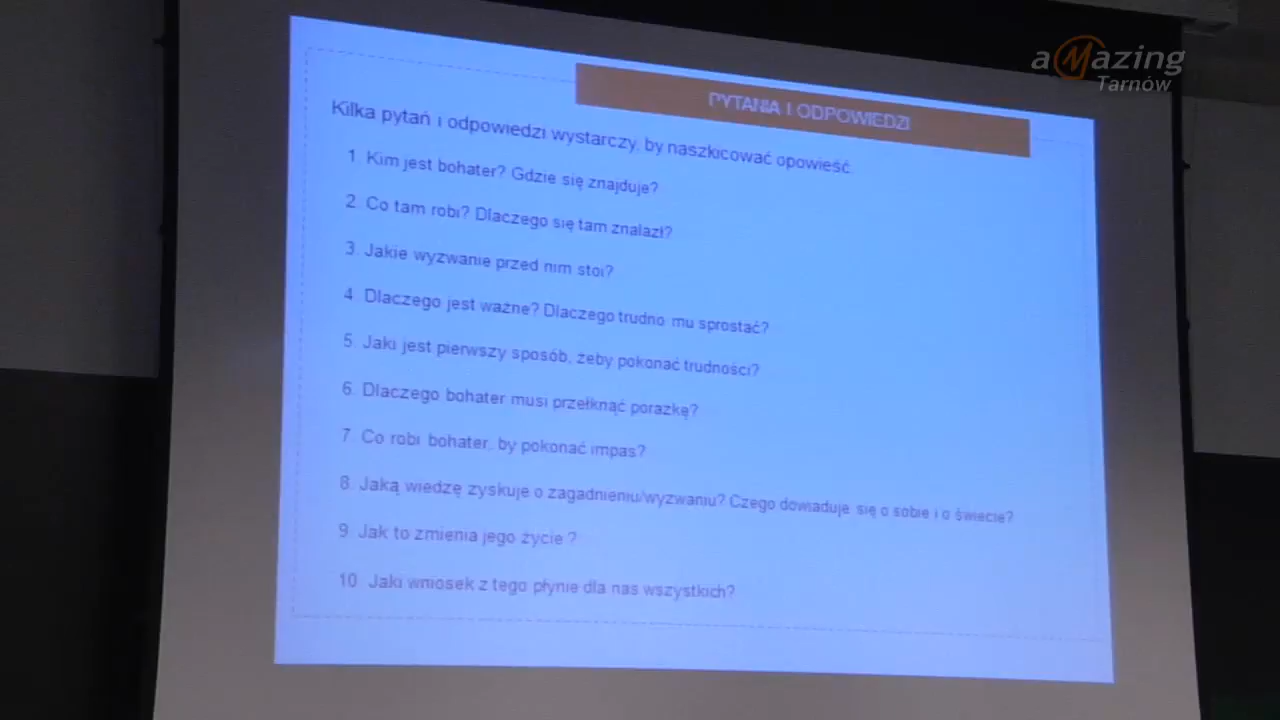 aMazing
Tarnów
PYTANIA I ODPOWIEDZI
Kilka pytań i odpowiedzi wystarczy, by naszkicować opowieść.
1. Kim jest bohater? Gdzie się znajduje?
2. Co tam robi? Dlaczego się tam znalazł?
3. Jakie wyzwanie przed nim stoi?
4. Dlaczego jest ważne? Dlaczego trudno mu sprostać?
5. Jaki jest pierwszy sposób, żeby pokonać trudności?
6. Dlaczego bohater musi przełknąć porażkę?
7. Co robi bohater, by pokonać impas?
8. Jaką wiedzę zyskuje o zagadnieniu/wyzwaniu? Czego dowiaduje się o sobie i o świecie?
9. Jak to zmienia jego życie ?
10. Jaki wniosek z tego płynie dla nas wszystkich?